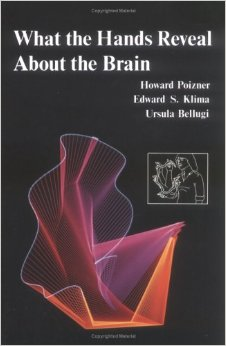 What the Hands Reveal
About the Brain
Howard Poizner
Edward S. Klima
Ursula Bellugi